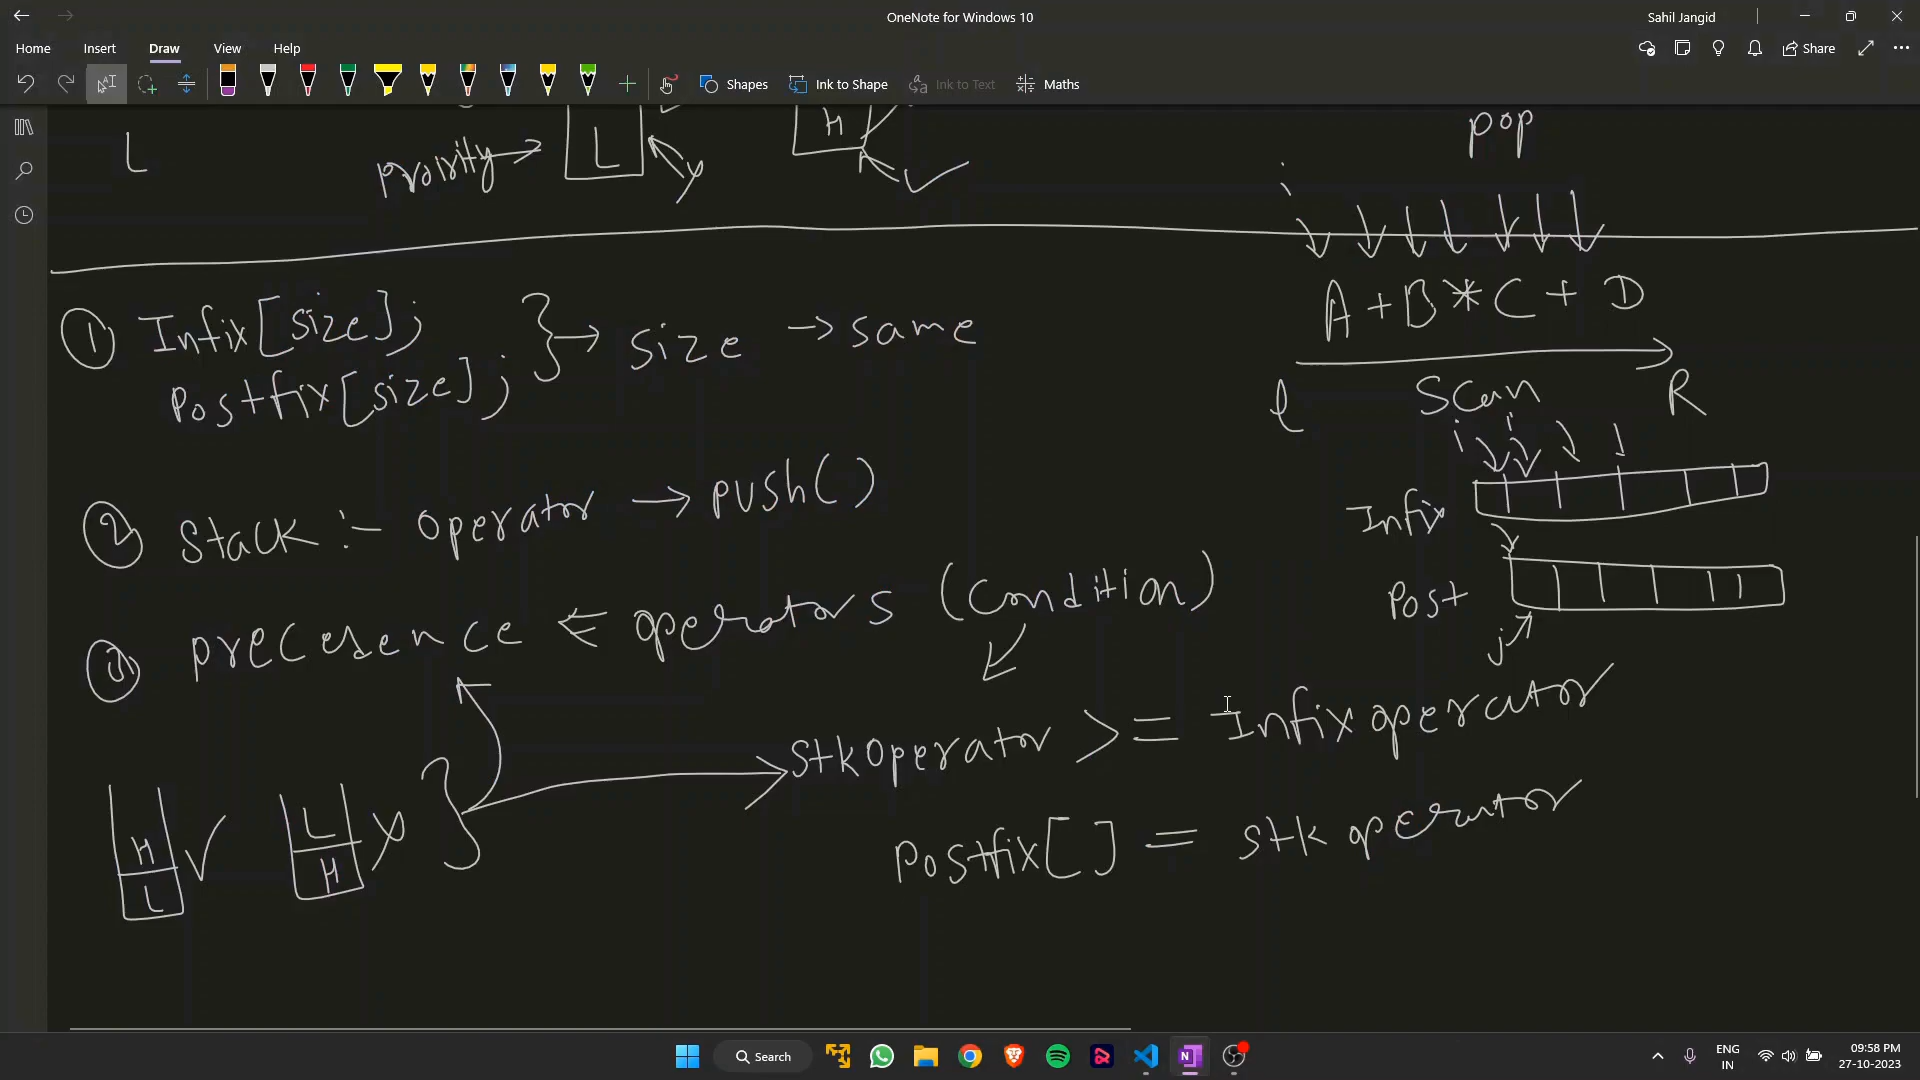 OneNote for Windows 10
Sahil Jangid
Home Insert Draw View Help
Share
Shapes Ink to Shape Ink to Text Maths
pop
L
proirity → L
H
i
A + B * C + D
l Scan R
① Infix[size];
Postfix[size];
} → size → same
i i
Infix
Post
j
② Stack :- operator → push()
③ precedence ← operators (condition)
stkoperator >= Infix operator
Postfix[ ] = stk operator
H ✓ L X
L H
Search
ENG
IN
09:58 PM
27-10-2023